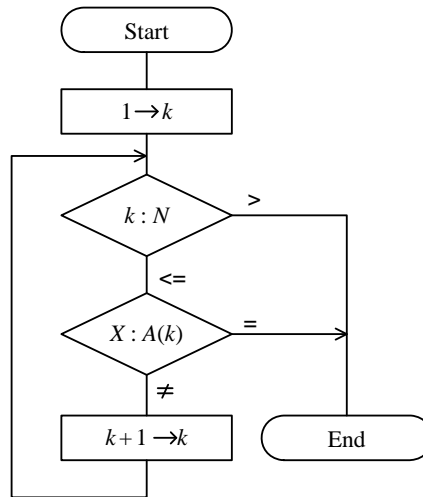 Start
1→k
k : N
>
<=
X : A(k)
=
≠
k+1→k
End